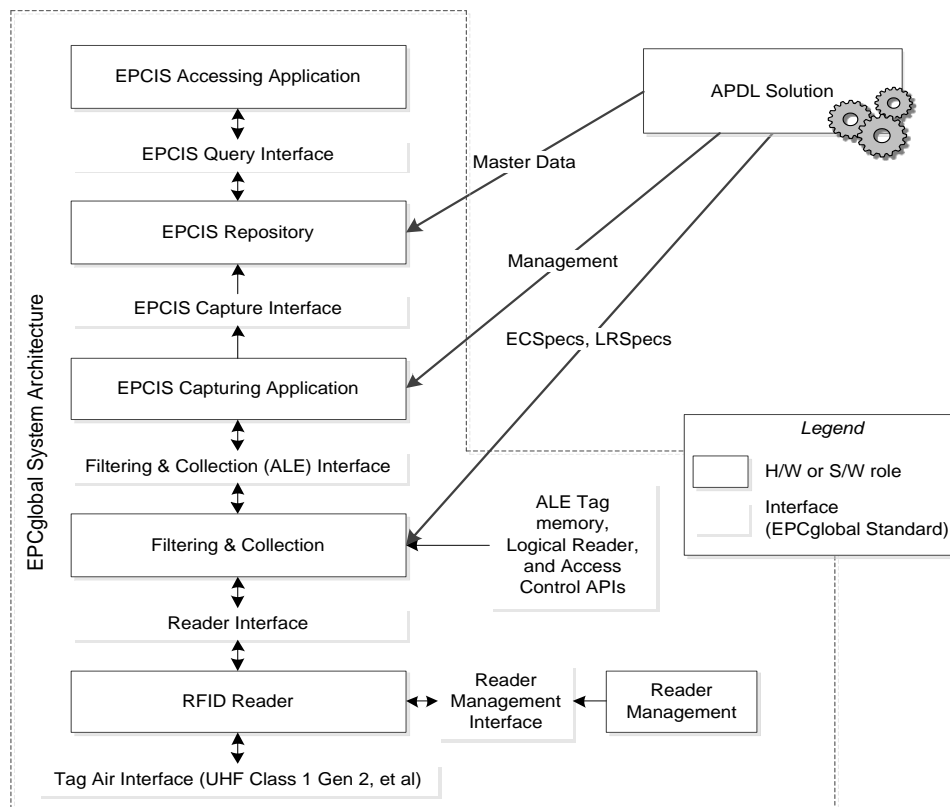 EPCIS Accessing Application
APDL Solution
EPCIS Query Interface
Master Data
EPCIS Repository
Management
EPCIS Capture Interface
ECSpecs, LRSpecs
EPCIS Capturing Application
EPCglobal System Architecture
Legend
H/W or S/W role
Interface
(EPCglobal Standard)
Filtering & Collection (ALE) Interface
ALE Tag
memory,
Logical Reader,
and Access
Control APIs
Filtering & Collection
Reader Interface
RFID Reader
Reader
Management
Interface
Reader
Management
Tag Air Interface (UHF Class 1 Gen 2, et al)